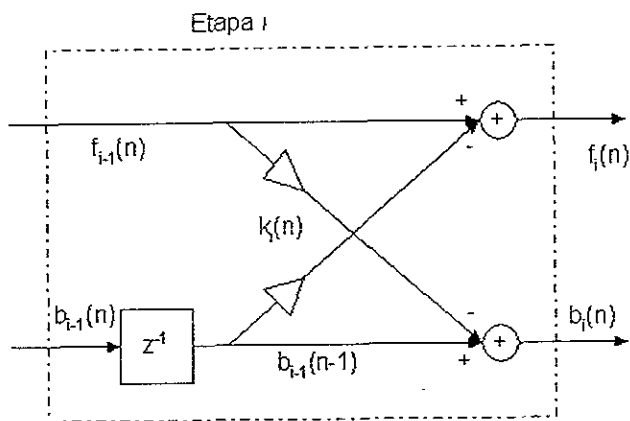 Etapa i
+
+
f_{i-1}(n)
-
f_i(n)
k_i(n)
b_{i-1}(n)
z^{-1}
-
+
+
b_{i-1}(n-1)
b_i(n)